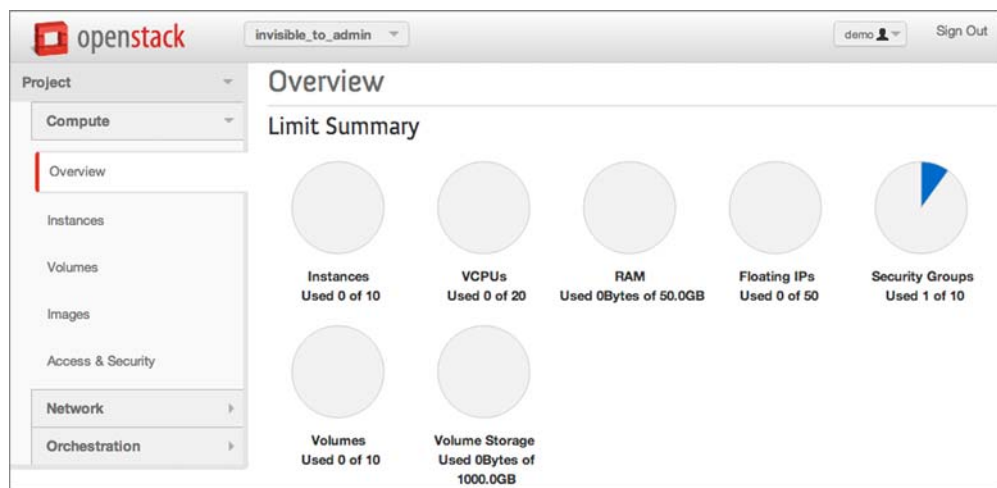 openstack
invisible_to_admin
demo
Sign Out
Project
Compute
Overview
Instances
Volumes
Images
Access & Security
Network
Orchestration
Overview
Limit Summary
Instances
Used 0 of 10
VCPUs
Used 0 of 20
RAM
Used 0Bytes of 50.0GB
Floating IPs
Used 0 of 50
Security Groups
Used 1 of 10
Volumes
Used 0 of 10
Volume Storage
Used 0Bytes of
1000.0GB